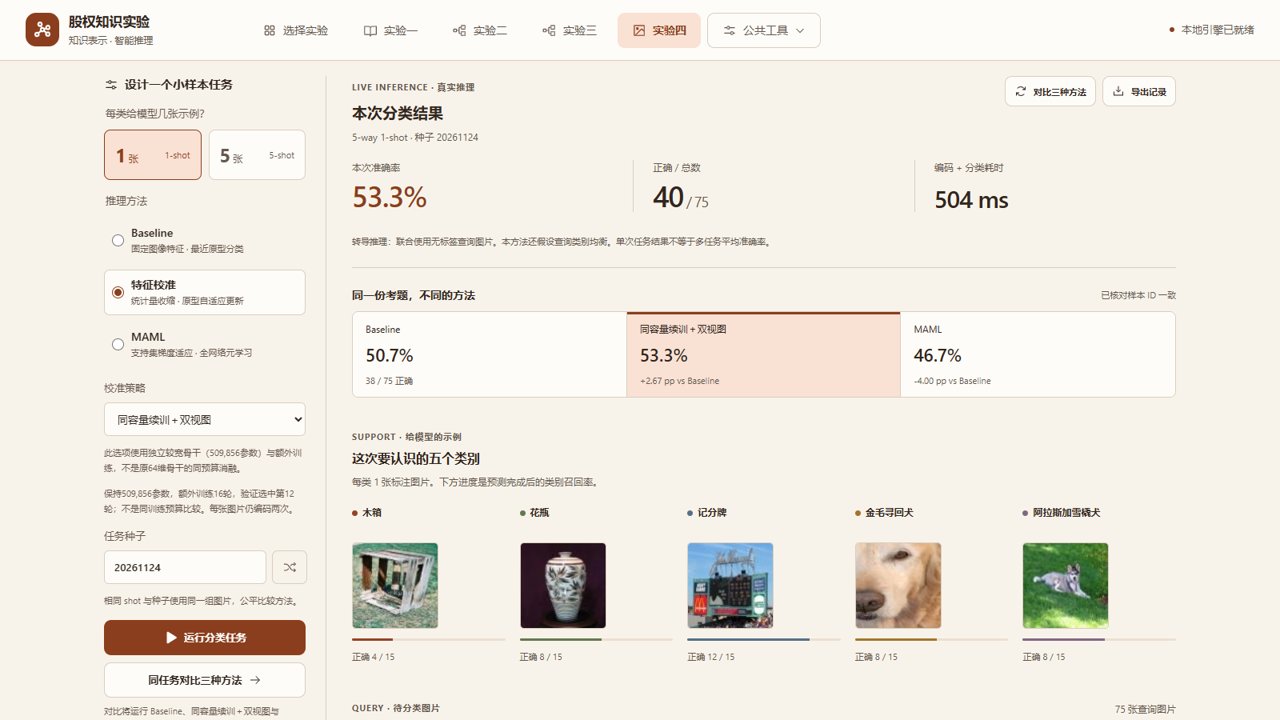 股权知识实验
知识表示 · 智能推理
选择实验
实验一
实验二
实验三
实验四
公共工具
本地引擎已就绪
设计一个小样本任务
每类给模型几张示例?
1 张 1-shot
5 张 5-shot
推理方法
Baseline
固定图像特征 · 最近原型分类
特征校准
统计量收缩 · 原型自适应更新
MAML
支持集梯度适应 · 全网络元学习
校准策略
同容量续训 + 双视图
此选项使用独立较宽骨干（509,856参数）与额外训
练，不是原64维骨干的同预算消融。
保持509,856参数，额外训练16轮，验证选中第12
轮；不是同训练预算比较。每张图片仍编码两次。
任务种子
20261124
相同 shot 与种子使用同一组图片，公平比较方法。
运行分类任务
同任务对比三种方法
对比将运行 Baseline、同容量续训 + 双视图与
LIVE INFERENCE · 真实推理
本次分类结果
5-way 1-shot · 种子 20261124
对比三种方法
导出记录
本次准确率
53.3%
正确 / 总数
40 / 75
编码 + 分类耗时
504 ms
转导推理：联合使用无标签查询图片。本方法还假设查询类别均衡。单次任务结果不等于多任务平均准确率。
同一份考题，不同的方法
已核对样本 ID 一致
Baseline
50.7%
38 / 75 正确
同容量续训 + 双视图
53.3%
+2.67 pp vs Baseline
MAML
46.7%
-4.00 pp vs Baseline
SUPPORT · 给模型的示例
这次要认识的五个类别
每类 1 张标注图片。下方进度是预测完成后的类别召回率。
木箱
花瓶
记分牌
金毛寻回犬
阿拉斯加雪橇犬
正确 4 / 15
正确 8 / 15
正确 12 / 15
正确 8 / 15
正确 8 / 15
QUERY · 待分类图片
75 张查询图片